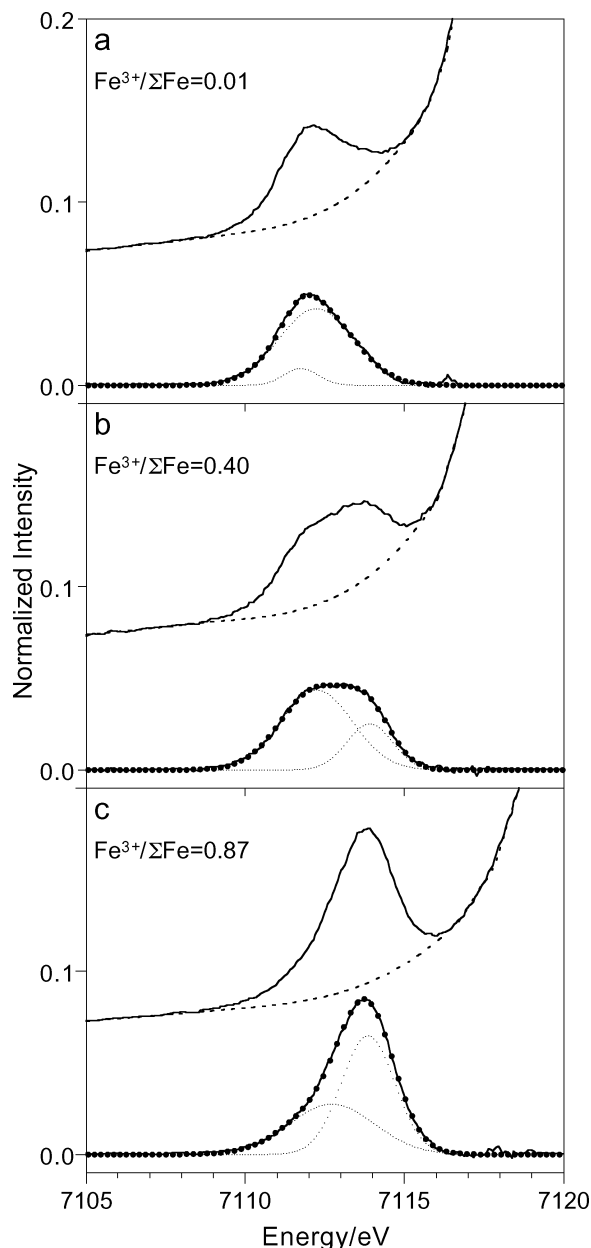 0.2
a
Fe³⁺/ΣFe=0.01
0.1
0.0
b
Fe³⁺/ΣFe=0.40
0.1
0.0
c
Fe³⁺/ΣFe=0.87
0.1
0.0
Normalized Intensity
7105 7110 7115 7120
Energy/eV